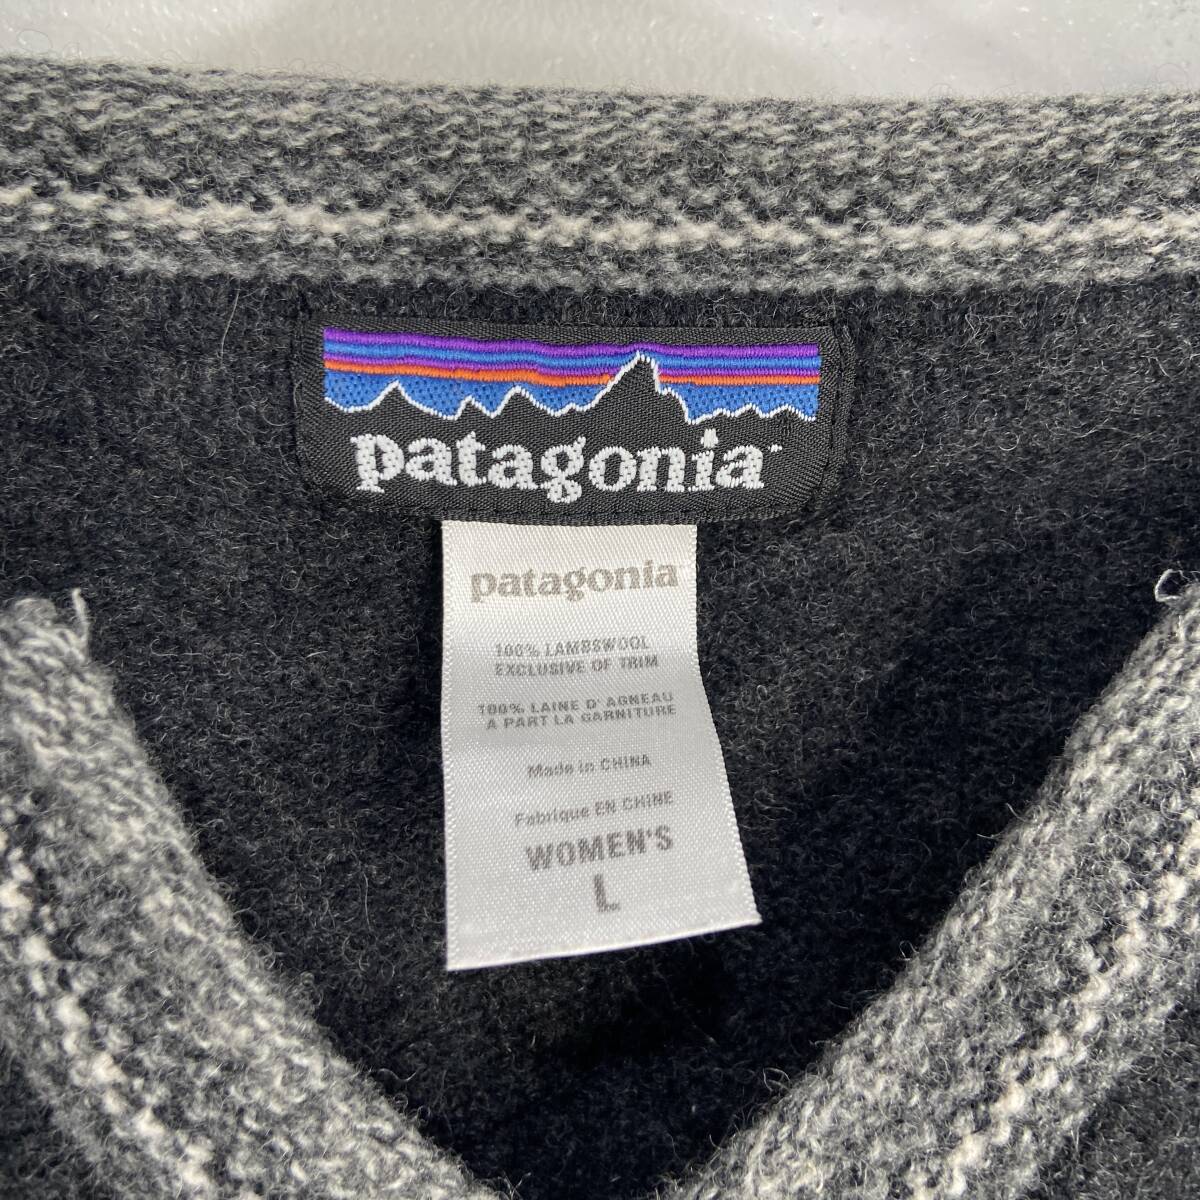 patagonia
patagonia
100% LAMBSWOOL
EXCLUSIVE OF TRIM
100% LAINE D'AGNEAU
A PART LA GARNITURE
Made in CHINA
Fabrique EN CHINE
WOMEN'S
L